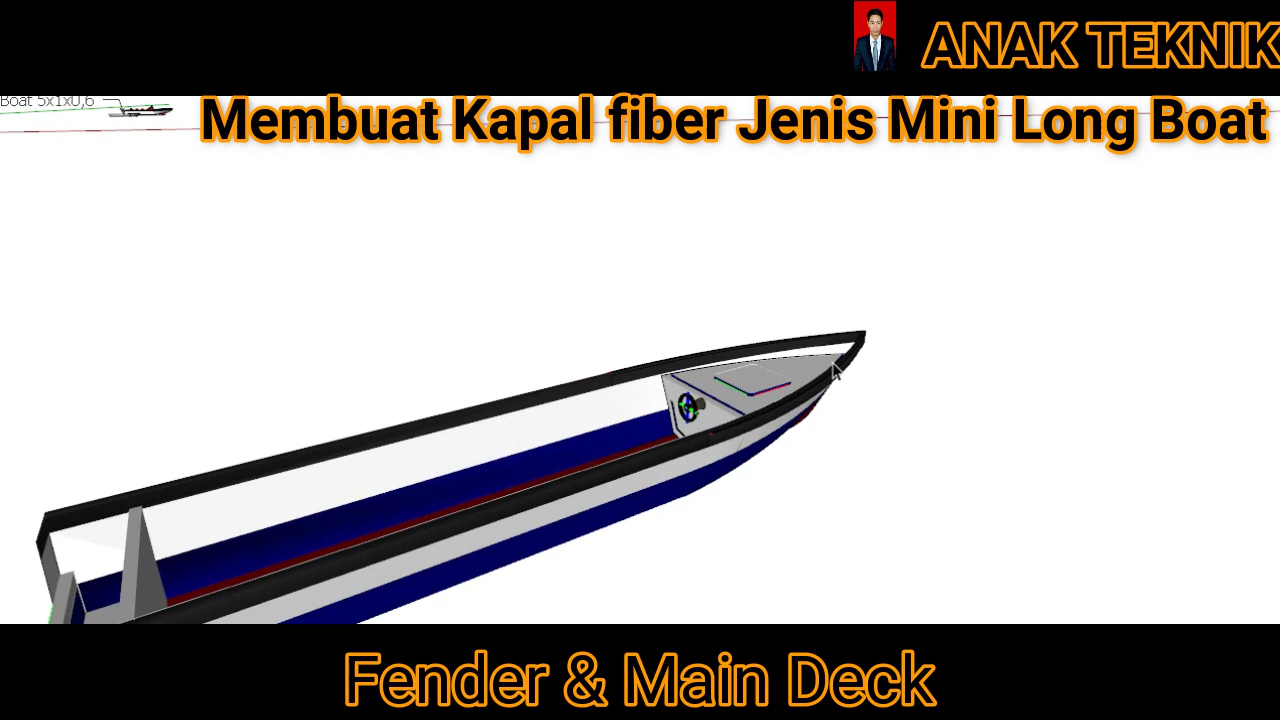 ANAK TEKNIK
Boat 5x1x0,6
Membuat Kapal fiber Jenis Mini Long Boat
Fender & Main Deck